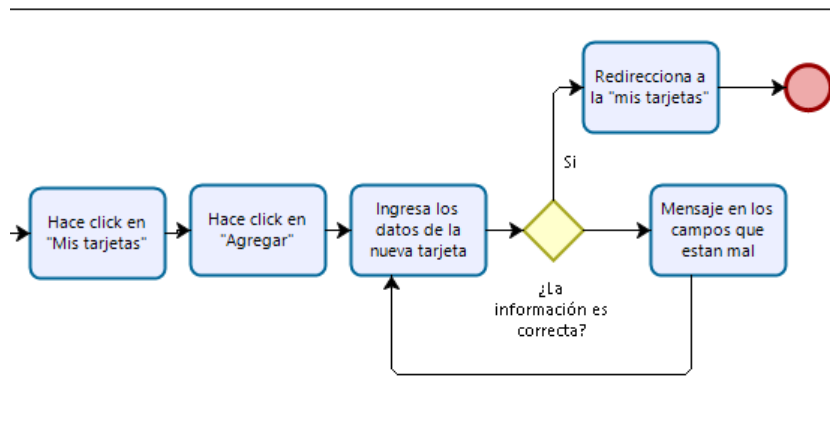 Redirecciona a
la "mis tarjetas"
Si
Hace click en
"Mis tarjetas"
Hace click en
"Agregar"
Ingresa los
datos de la
nueva tarjeta
Mensaje en los
campos que
estan mal
¿La
información es
correcta?